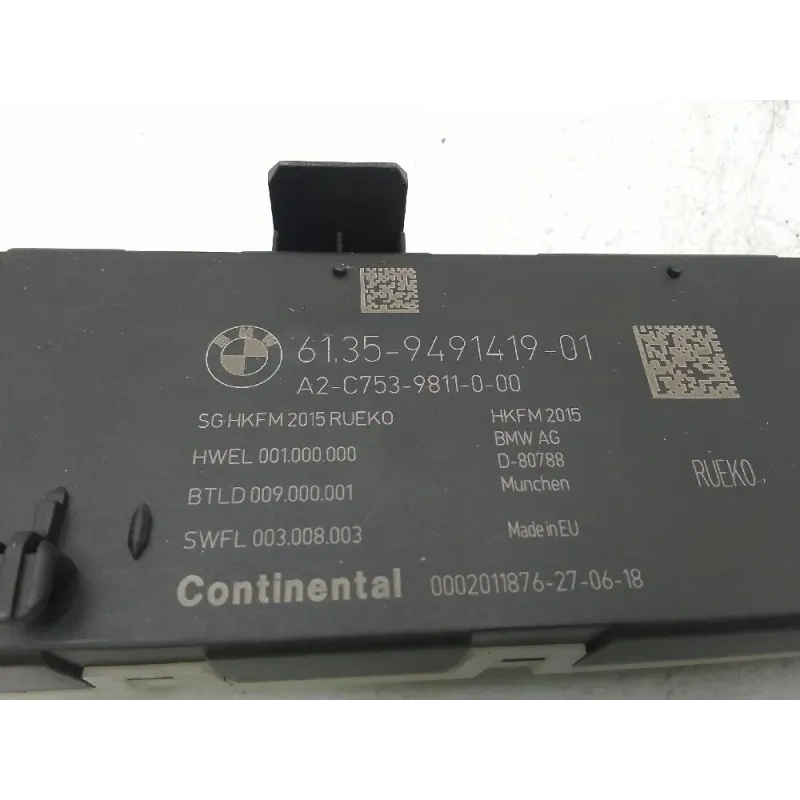 BMW
61.35-9491419-01
A2-C753-9811-0-00
SG HKFM 2015 RUEKO
HWEL 001.000.000
BTLD 009.000.001
SWFL 003.008.003
HKFM 2015
BMW AG
D-80788
Munchen
Made in EU
RUEKO
Continental 0002011876-27-06-18